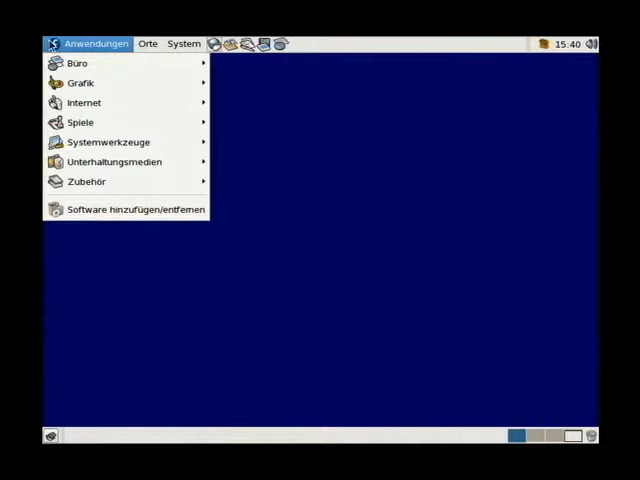 Anwendungen Orte System 15:40
Büro
Grafik
Internet
Spiele
Systemwerkzeuge
Unterhaltungsmedien
Zubehör
Software hinzufügen/entfernen